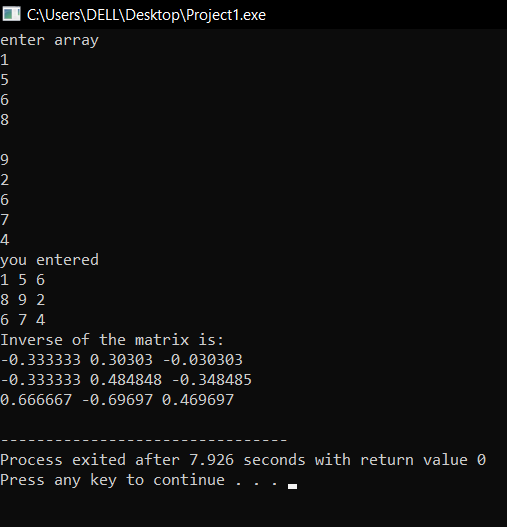 C:\Users\DELL\Desktop\Project1.exe
enter array
1
5
6
8

9
2
6
7
4
you entered
1 5 6
8 9 2
6 7 4
Inverse of the matrix is:
-0.333333 0.30303 -0.030303
-0.333333 0.484848 -0.348485
0.666667 -0.69697 0.469697

--------------------------------
Process exited after 7.926 seconds with return value 0
Press any key to continue . . .